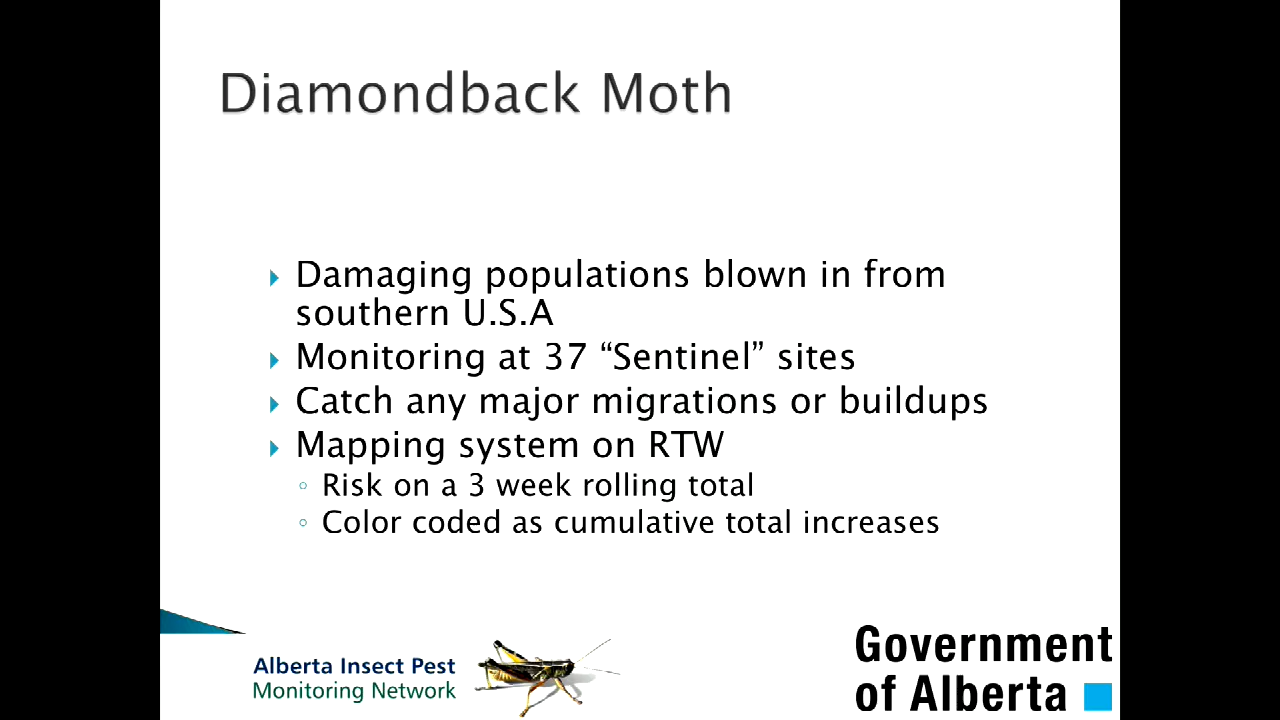 Diamondback Moth
Damaging populations blown in from
southern U.S.A
Monitoring at 37 “Sentinel” sites
Catch any major migrations or buildups
Mapping system on RTW
Risk on a 3 week rolling total
Color coded as cumulative total increases
Alberta Insect Pest
Monitoring Network
Government
of Alberta